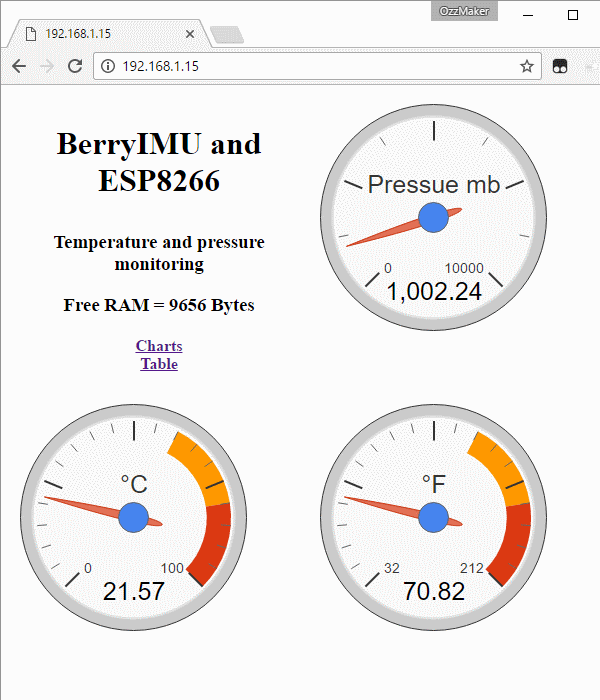 OzzMaker
192.168.1.15
192.168.1.15
BerryIMU and
ESP8266
Temperature and pressure
monitoring
Free RAM = 9656 Bytes
Charts
Table
Pressue mb
0 10000
1,002.24
°C
0 100
21.57
°F
32 212
70.82